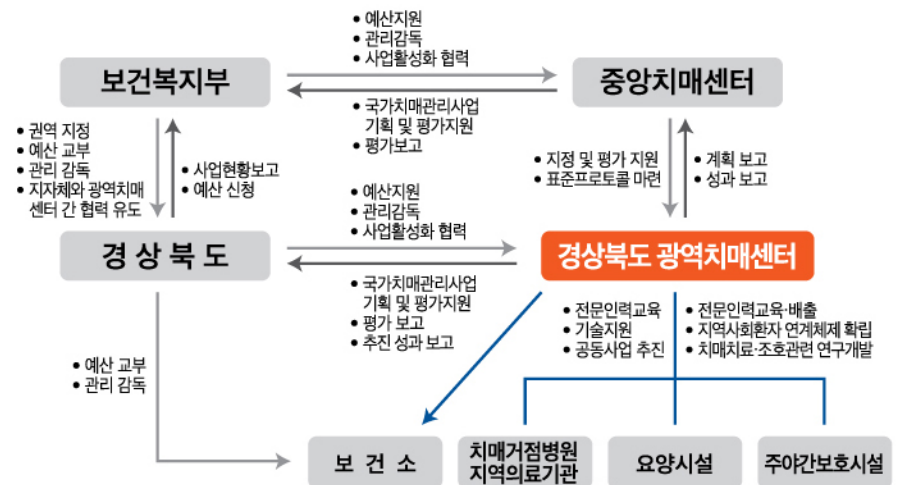 • 예산지원
• 관리감독
• 사업활성화 협력
보건복지부
중앙치매센터
• 국가치매관리사업
기획 및 평가지원
• 평가보고
• 권역 지정
• 예산 교부
• 관리 감독
• 지자체와 광역치매
센터 간 협력 유도
• 사업현황보고
• 예산 신청
• 지정 및 평가 지원
• 표준프로토콜 마련
• 계획 보고
• 성과 보고
• 예산지원
• 관리감독
• 사업활성화 협력
경 상 북 도
경상북도 광역치매센터
• 국가치매관리사업
기획 및 평가지원
• 평가 보고
• 추진 성과 보고
• 전문인력교육
• 기술지원
• 공동사업 추진
• 전문인력교육·배출
• 지역사회환자 연계체제 확립
• 치매치료·조호관련 연구개발
• 예산 교부
• 관리 감독
보 건 소
치매거점병원
지역의료기관
요양시설
주야간보호시설